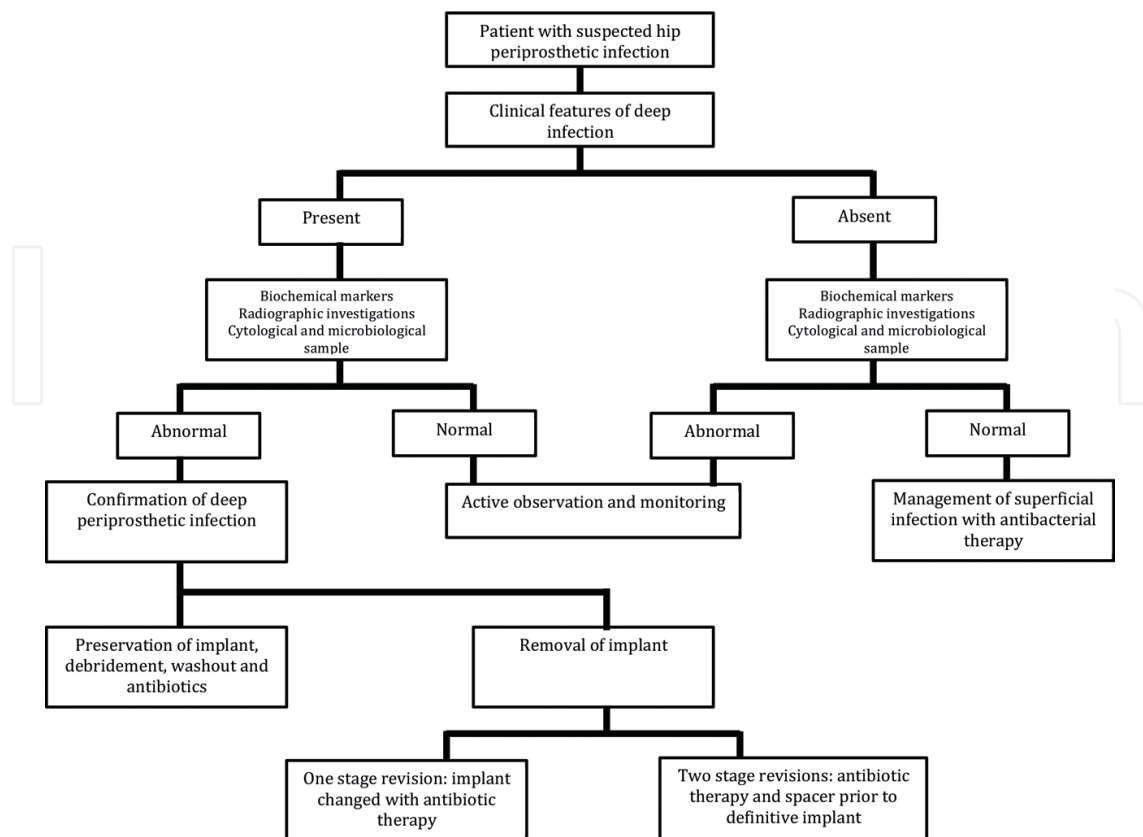 Patient with suspected hip
periprosthetic infection
Clinical features of deep
infection
Present
Absent
Biochemical markers
Radiographic investigations
Cytological and microbiological
sample
Biochemical markers
Radiographic investigations
Cytological and microbiological
sample
Abnormal
Normal
Abnormal
Normal
Confirmation of deep
periprosthetic infection
Active observation and monitoring
Management of superficial
infection with antibacterial
therapy
Preservation of implant,
debridement, washout and
antibiotics
Removal of implant
One stage revision: implant
changed with antibiotic
therapy
Two stage revisions: antibiotic
therapy and spacer prior to
definitive implant